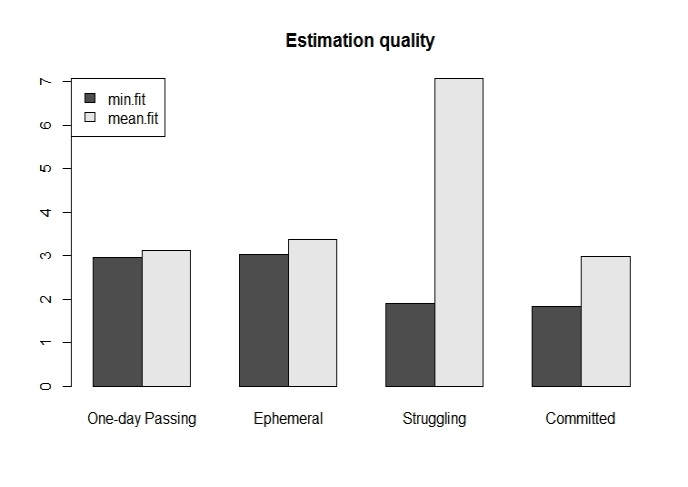 Estimation quality
7
6
5
4
3
2
1
0
min.fit
mean.fit
One-day Passing Ephemeral Struggling Committed